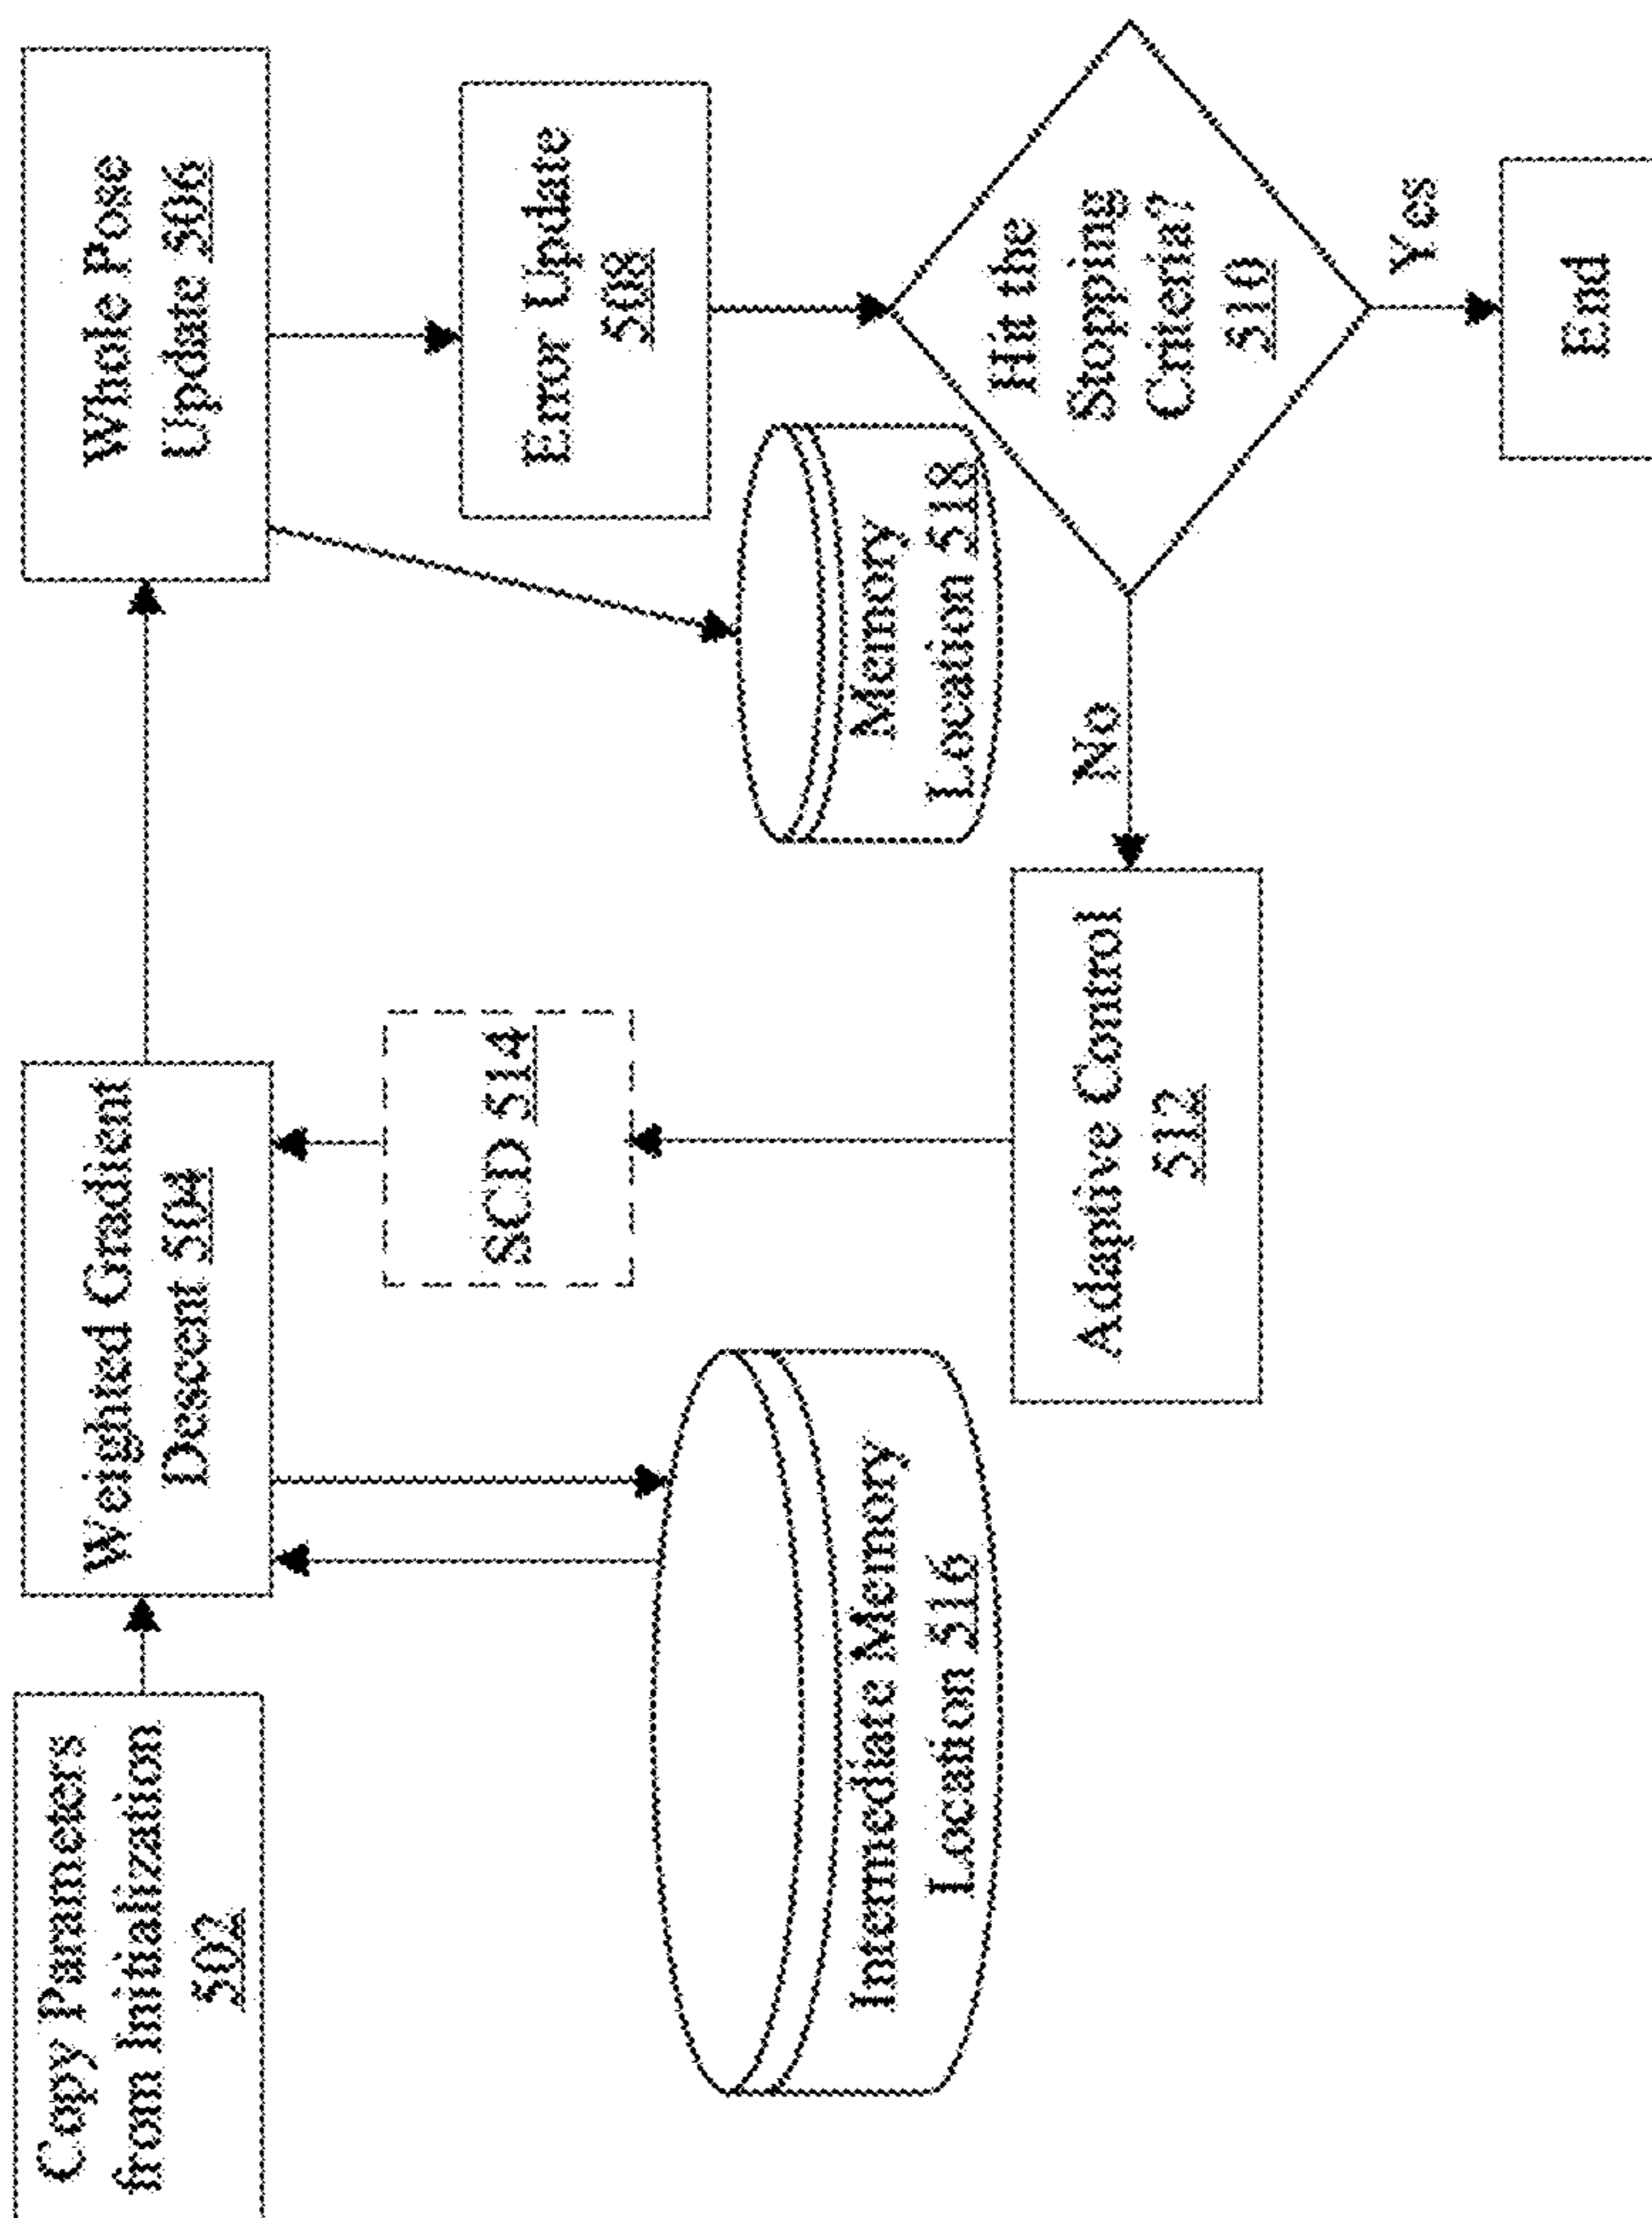 Copy Parameters
from Initialization
502
Weighted Gradient
Descent 504
Whole Pose
Update 506
SCD 514
Error Update
508
Intermediate Memory
Location 516
Memory
Location 518
Hit the
Stopping
Criteria?
510
No
Adaptive Control
512
Yes
End